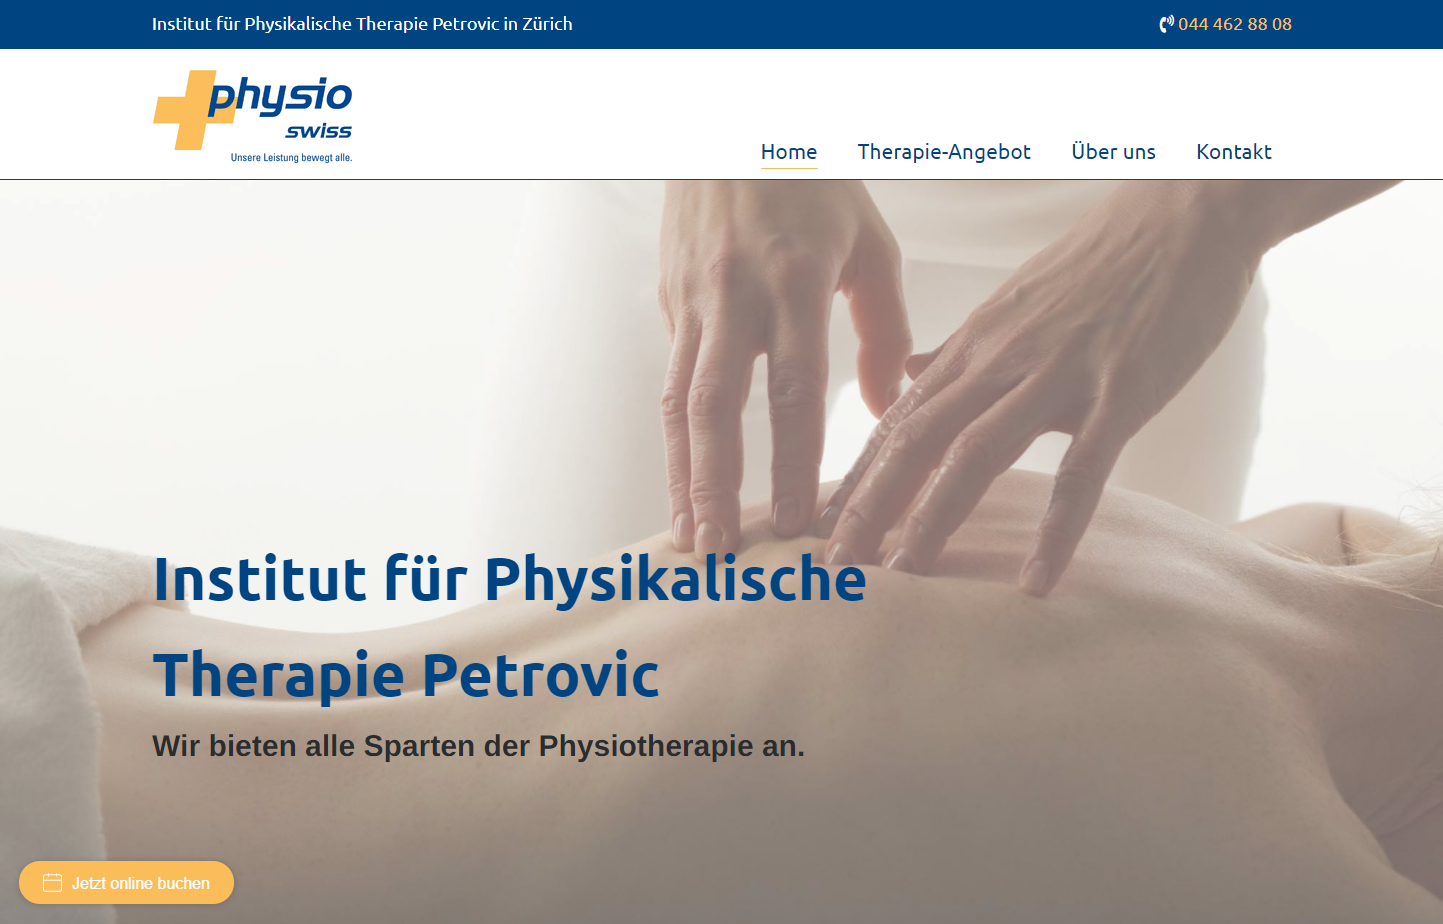 Institut für Physikalische Therapie Petrovic in Zürich
044 462 88 08
physio
swiss
Unsere Leistung bewegt alle.
Home
Therapie-Angebot
Über uns
Kontakt
Institut für Physikalische
Therapie Petrovic
Wir bieten alle Sparten der Physiotherapie an.
Jetzt online buchen